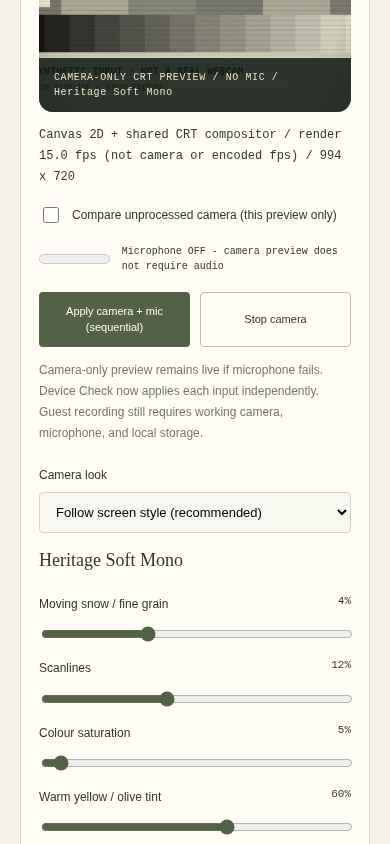 CAMERA-ONLY CRT PREVIEW / NO MIC /
Heritage Soft Mono
Canvas 2D + shared CRT compositor / render
15.0 fps (not camera or encoded fps) / 994
x 720
Compare unprocessed camera (this preview only)
Microphone OFF - camera preview does
not require audio
Apply camera + mic
(sequential)
Stop camera
Camera-only preview remains live if microphone fails.
Device Check now applies each input independently.
Guest recording still requires working camera,
microphone, and local storage.
Camera look
Follow screen style (recommended)
Heritage Soft Mono
Moving snow / fine grain
4%
Scanlines
12%
Colour saturation
5%
Warm yellow / olive tint
60%